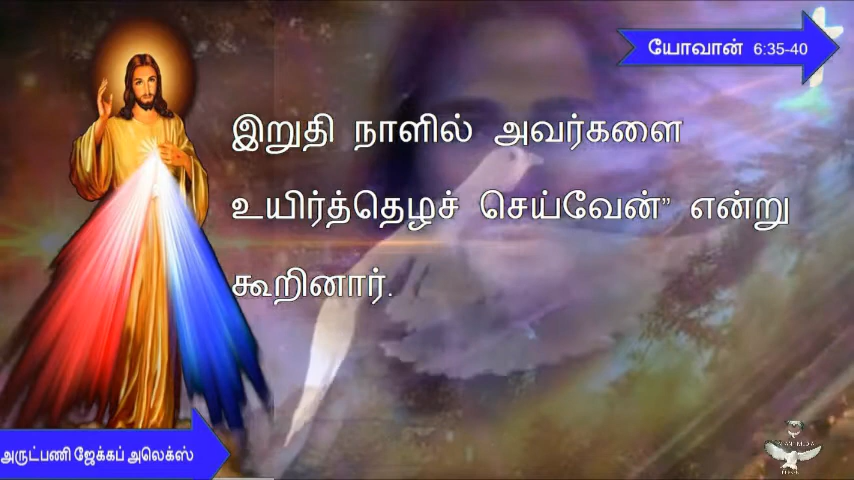 யோவான் 6:35-40
இறுதி நாளில் அவர்களை
உயிர்த்தெழச் செய்வேன்” என்று
கூறினார்.
அருட்பணி ஜேக்கப் அலெக்ஸ்